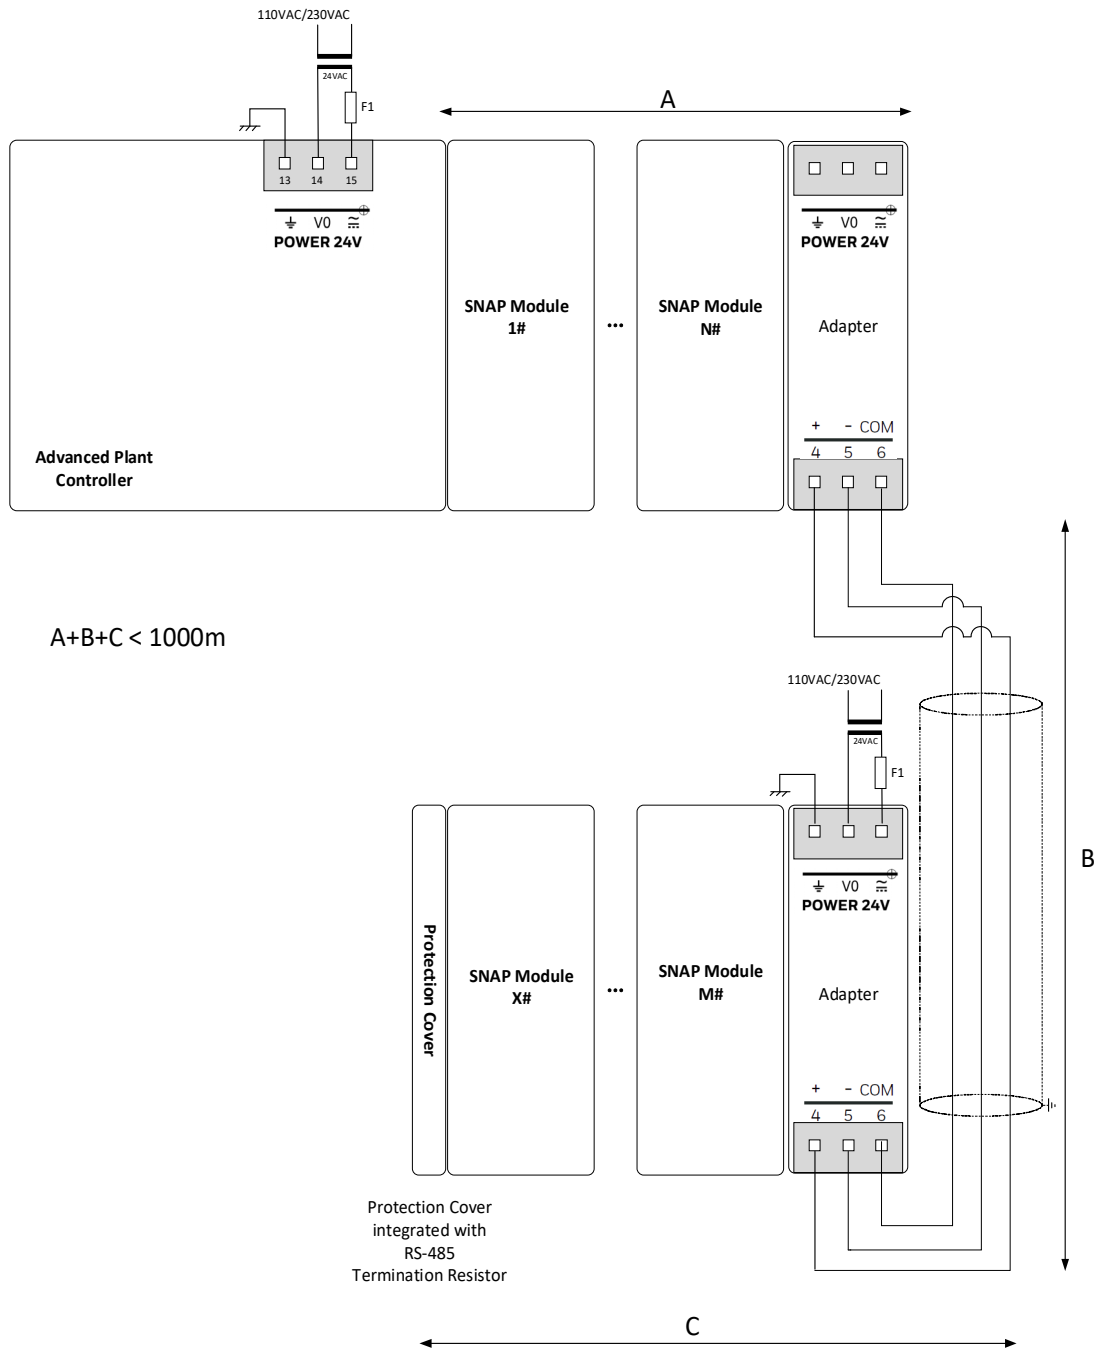 110VAC/230VAC
24VAC
F1
A
13 14 15
V0
POWER 24V
V0
POWER 24V
SNAP Module
1#
...
SNAP Module
N#
Adapter
+ - COM
4 5 6
Advanced Plant
Controller
A+B+C < 1000m
110VAC/230VAC
24VAC
F1
B
V0
POWER 24V
Protection Cover
SNAP Module
X#
...
SNAP Module
M#
Adapter
+ - COM
4 5 6
Protection Cover
integrated with
RS-485
Termination Resistor
C